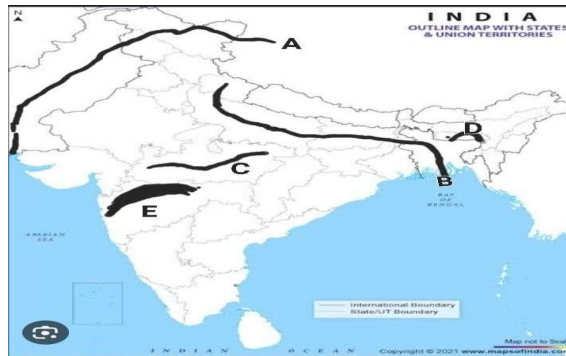 N
INDIA
OUTLINE MAP WITH STATES
& UNION TERRITORIES
A
D
C
B
E
BAY
OF
BENGAL
ARABIAN
SEA
International Boundary
State/UT Boundary
Map not to Scal
INDIAN OCEAN
Copyright © 2021 www.mapsofindia.com